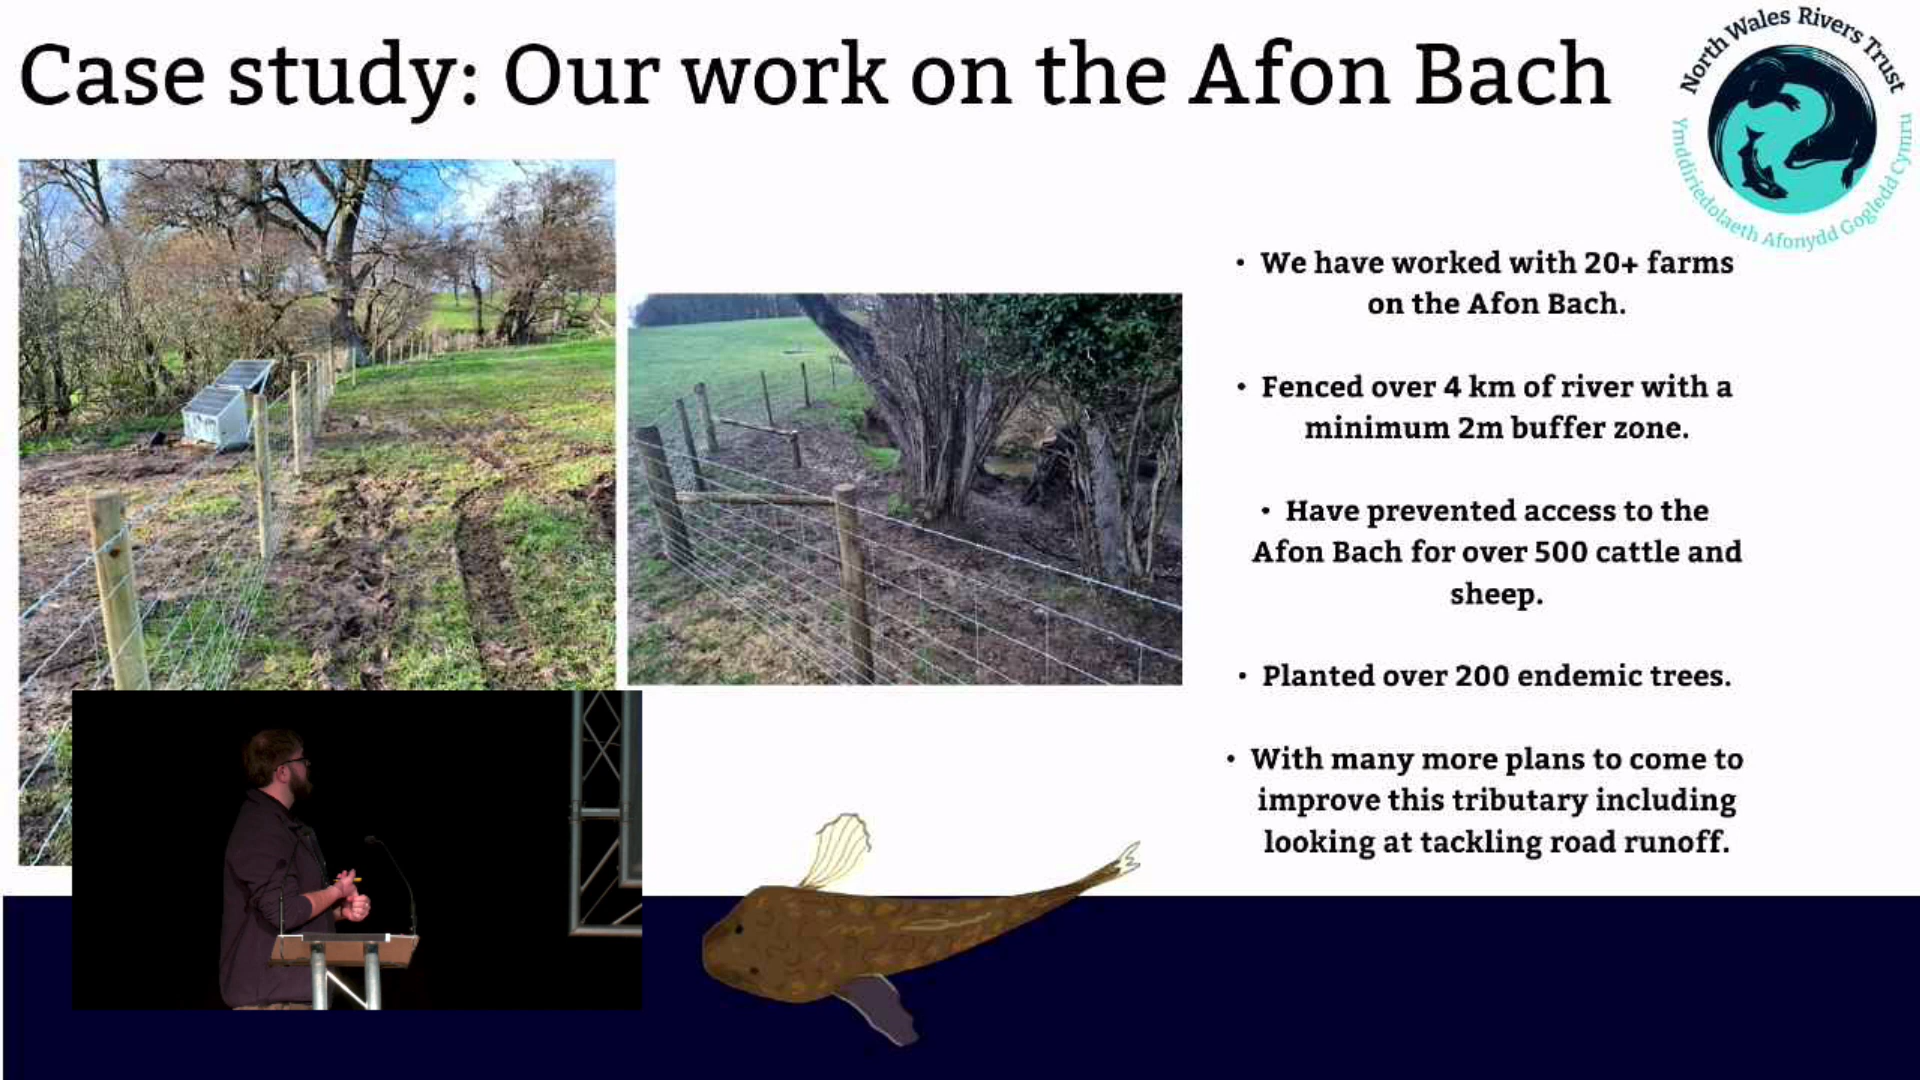 Case study: Our work on the Afon Bach
North Wales Rivers Trust
Ymddiriedolaeth Afonydd Gogledd Cymru
• We have worked with 20+ farms
on the Afon Bach.
• Fenced over 4 km of river with a
minimum 2m buffer zone.
• Have prevented access to the
Afon Bach for over 500 cattle and
sheep.
• Planted over 200 endemic trees.
• With many more plans to come to
improve this tributary including
looking at tackling road runoff.